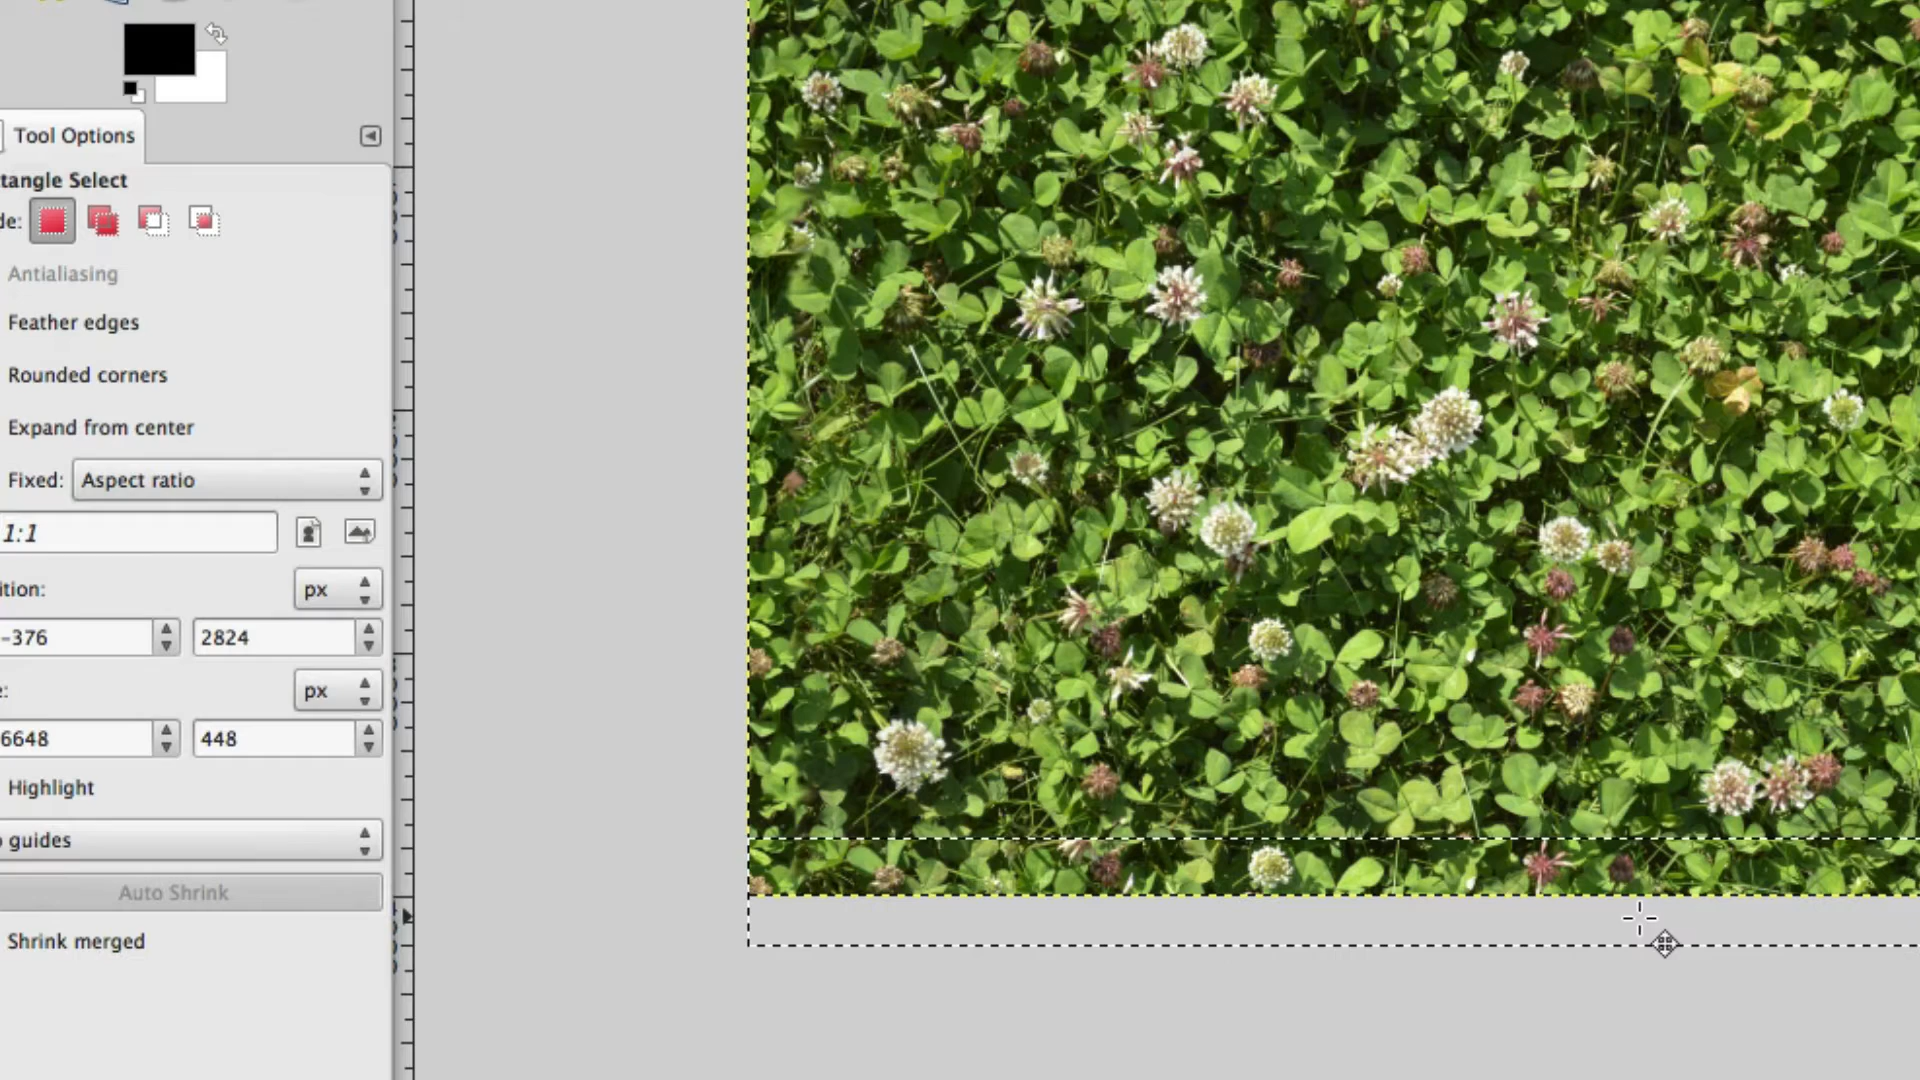 Tool Options
tangle Select
de:
Antialiasing
Feather edges
Rounded corners
Expand from center
Fixed: Aspect ratio
1:1
ition: px
-376 2824
e: px
6648 448
Highlight
o guides
Auto Shrink
Shrink merged